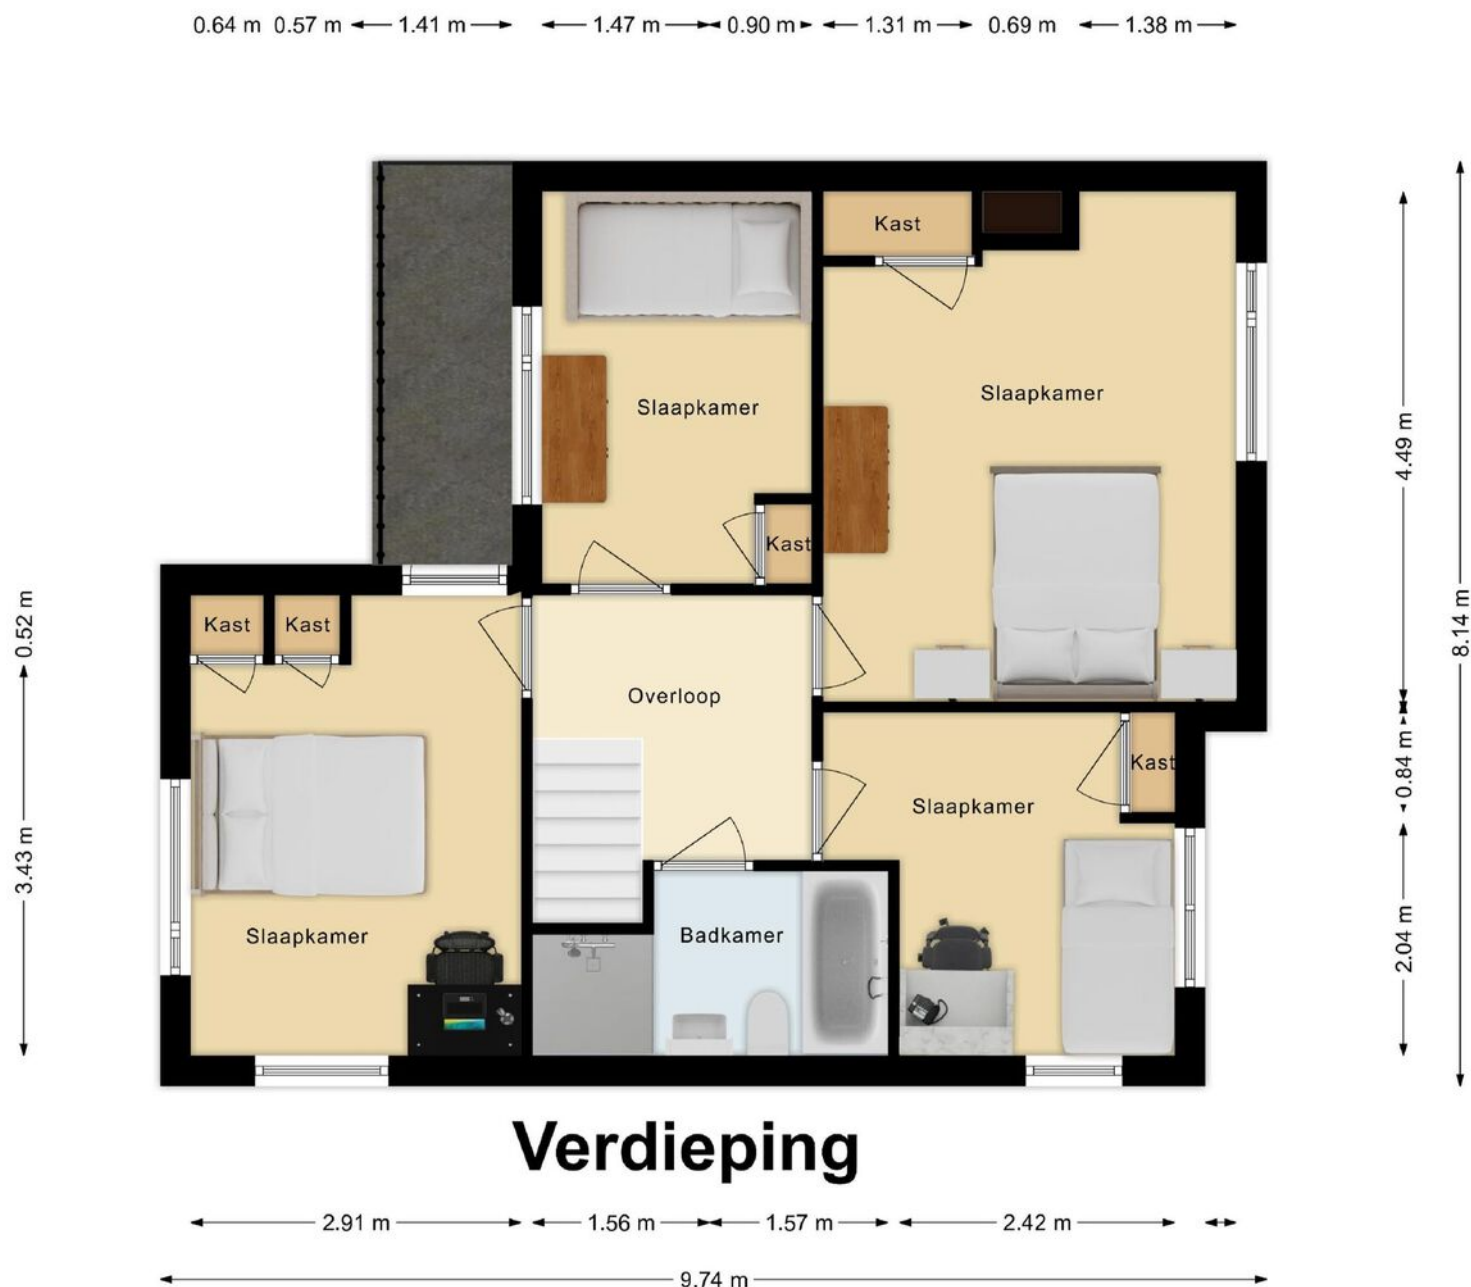 0.64 m 0.57 m 1.41 m 1.47 m 0.90 m 1.31 m 0.69 m 1.38 m
Kast
Slaapkamer
Slaapkamer
4.49 m
Kast
8.14 m
0.52 m
Kast Kast
Overloop
0.84 m
Kast
Slaapkamer
3.43 m
Slaapkamer
Badkamer
2.04 m
Verdieping
2.91 m 1.56 m 1.57 m 2.42 m
9.74 m